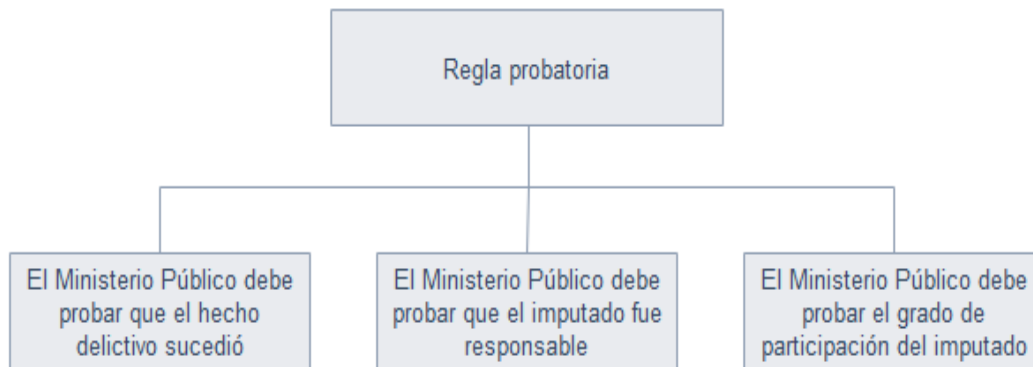 Regla probatoria
El Ministerio Público debe
probar que el hecho
delictivo sucedió
El Ministerio Público debe
probar que el imputado fue
responsable
El Ministerio Público debe
probar el grado de
participación del imputado